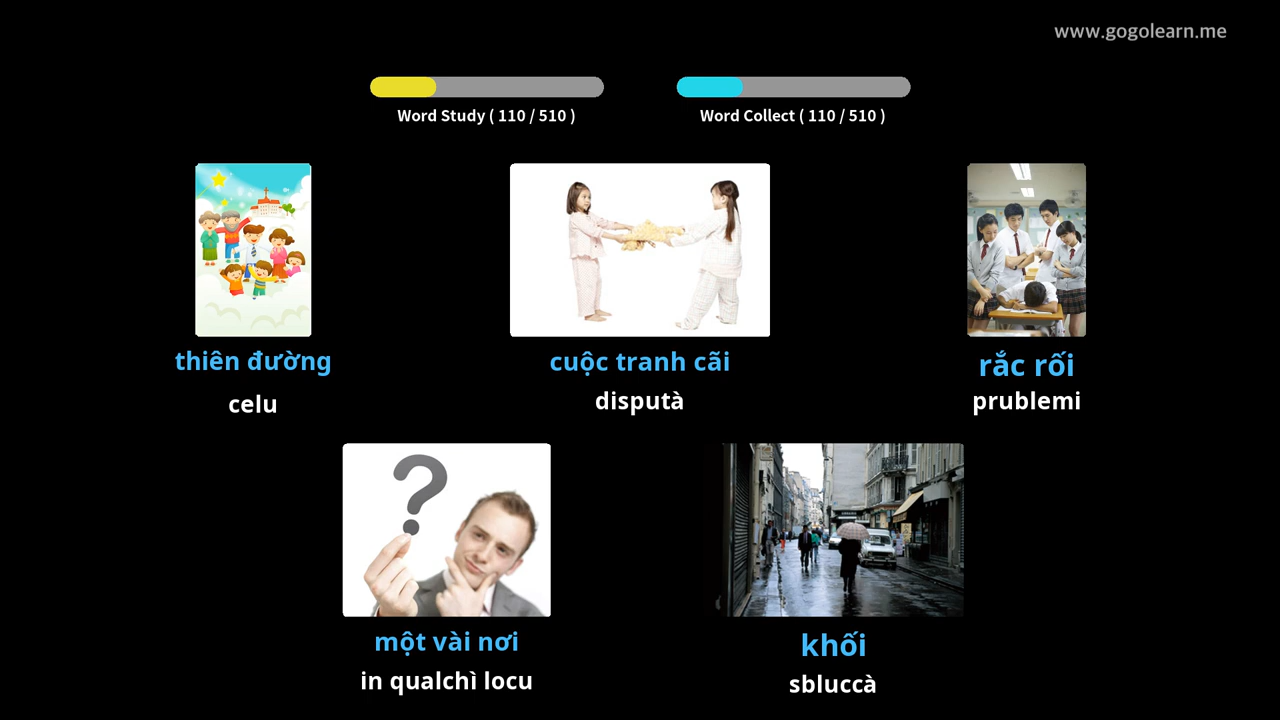 www.gogolearn.me
Word Study ( 110 / 510 )
Word Collect ( 110 / 510 )
thiên đường
celu
cuộc tranh cãi
disputà
rắc rối
prublemi
một vài nơi
in qualchì locu
khối
sbluccà